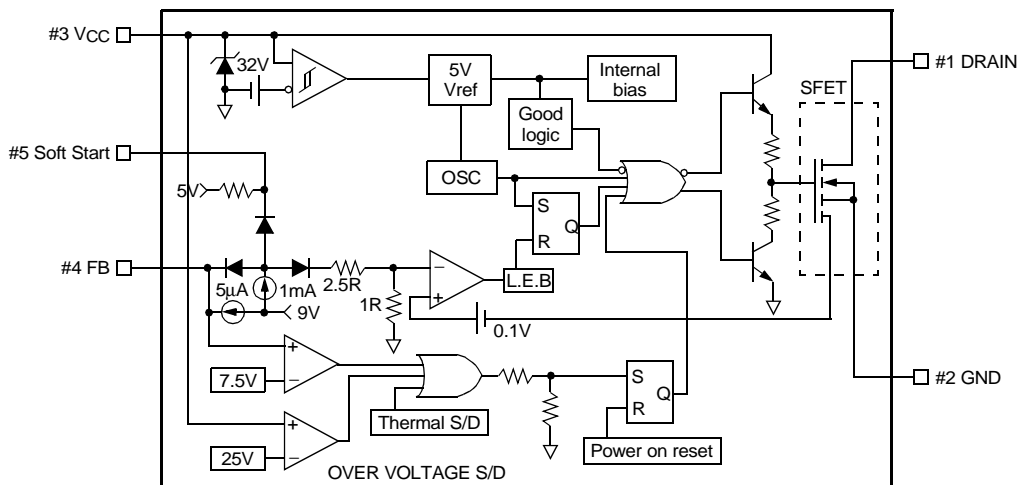 #3 VCC
32V
5V
Vref
Internal
bias
Good
logic
#1 DRAIN
SFET
#5 Soft Start
5V
OSC
S
R
Q
#4 FB
5μA
1mA
9V
2.5R
1R
−
+
L.E.B
0.1V
+
−
7.5V
Thermal S/D
S
R
Q
#2 GND
+
−
25V
Power on reset
OVER VOLTAGE S/D